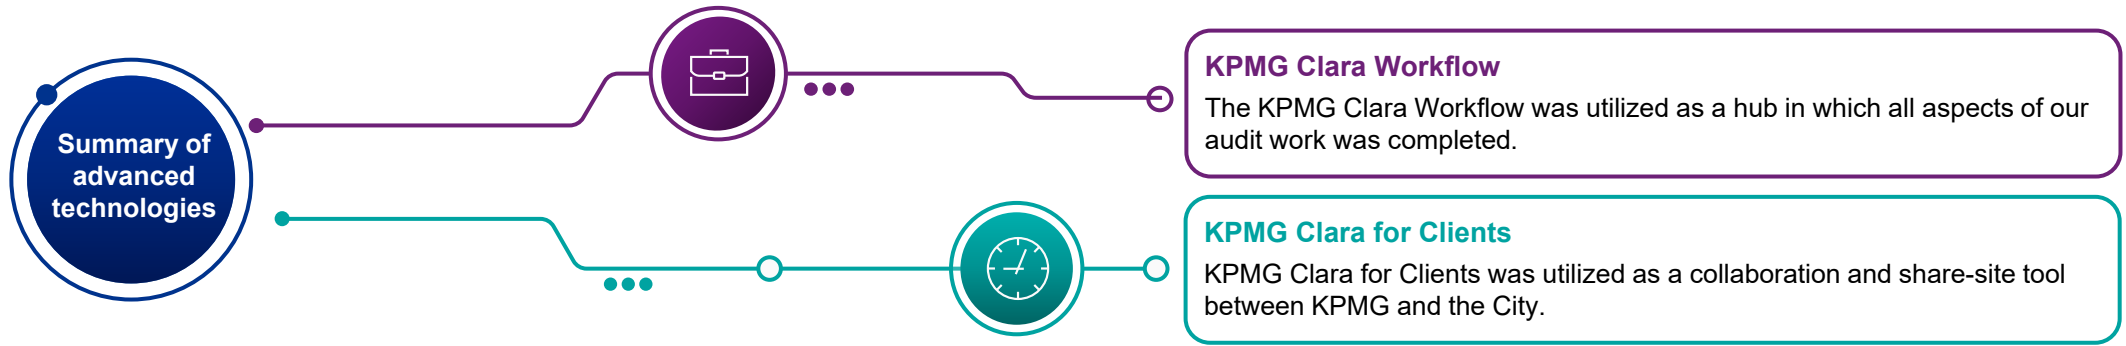 Summary of
advanced
technologies
KPMG Clara Workflow
The KPMG Clara Workflow was utilized as a hub in which all aspects of our
audit work was completed.
KPMG Clara for Clients
KPMG Clara for Clients was utilized as a collaboration and share-site tool
between KPMG and the City.